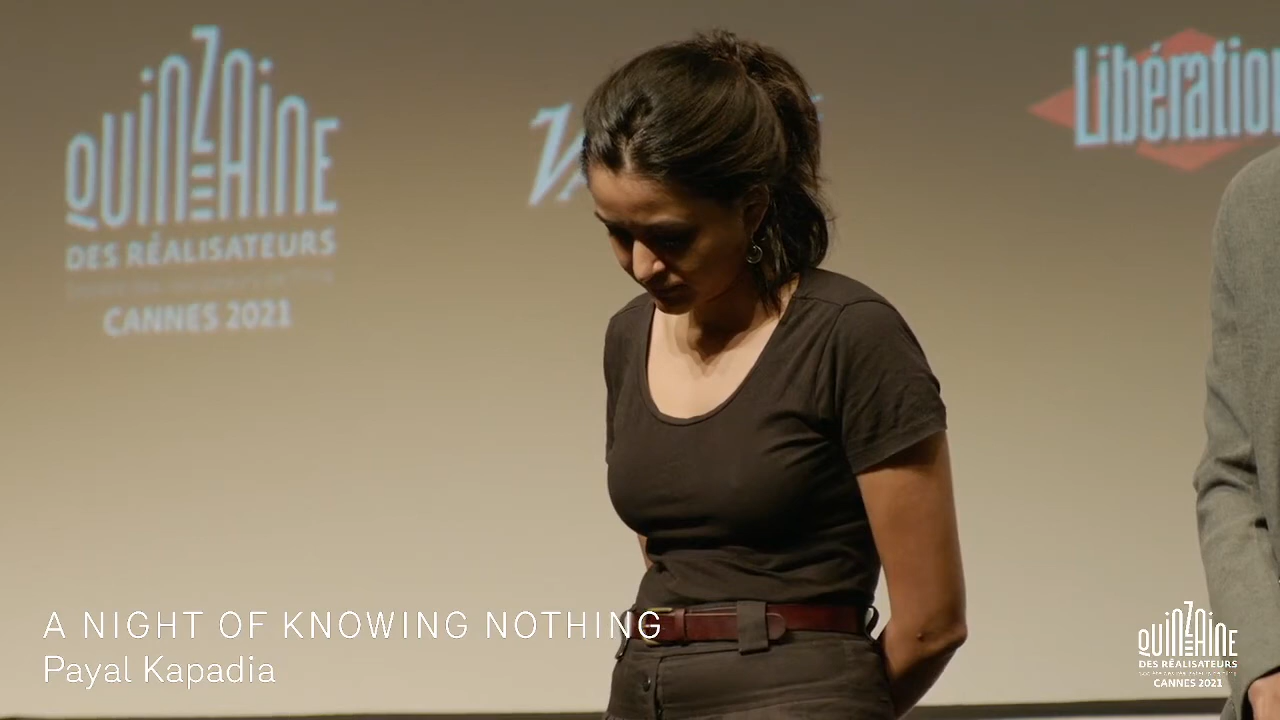 QUINZAINE
DES RÉALISATEURS
CANNES 2021
Libération
A NIGHT OF KNOWING NOTHING
Payal Kapadia
QUINZAINE
DES RÉALISATEURS
CANNES 2021